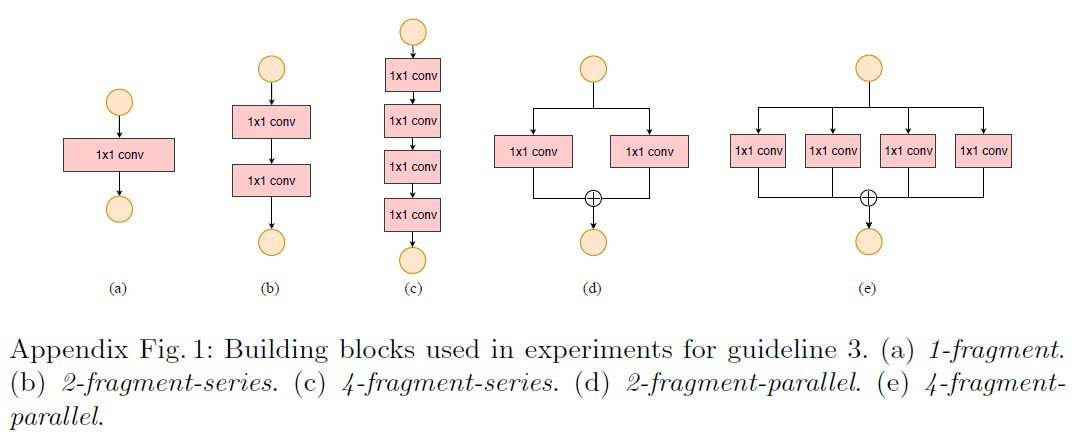 1x1 conv
1x1 conv
1x1 conv
1x1 conv
1x1 conv
1x1 conv
1x1 conv
1x1 conv 1x1 conv
1x1 conv 1x1 conv 1x1 conv 1x1 conv
(a) (b) (c) (d) (e)
Appendix Fig. 1: Building blocks used in experiments for guideline 3. (a) 1-fragment.
(b) 2-fragment-series. (c) 4-fragment-series. (d) 2-fragment-parallel. (e) 4-fragment-
parallel.